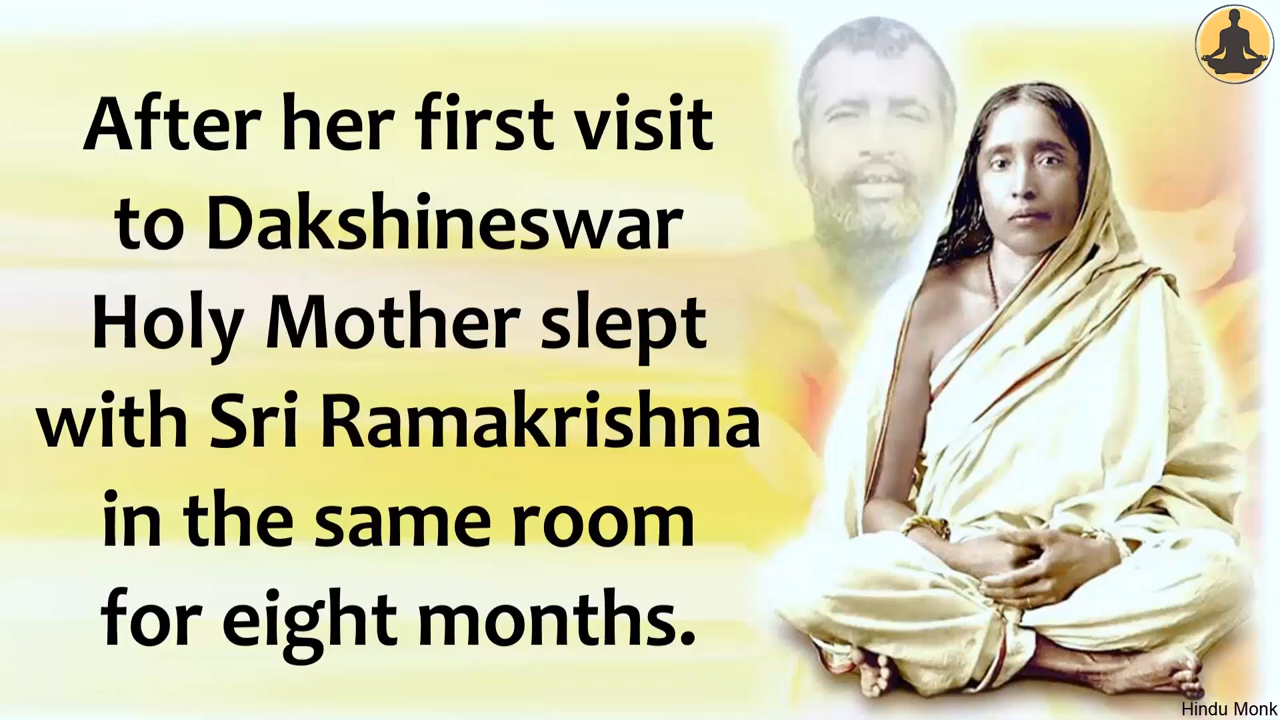 After her first visit
to Dakshineswar
Holy Mother slept
with Sri Ramakrishna
in the same room
for eight months.
Hindu Monk